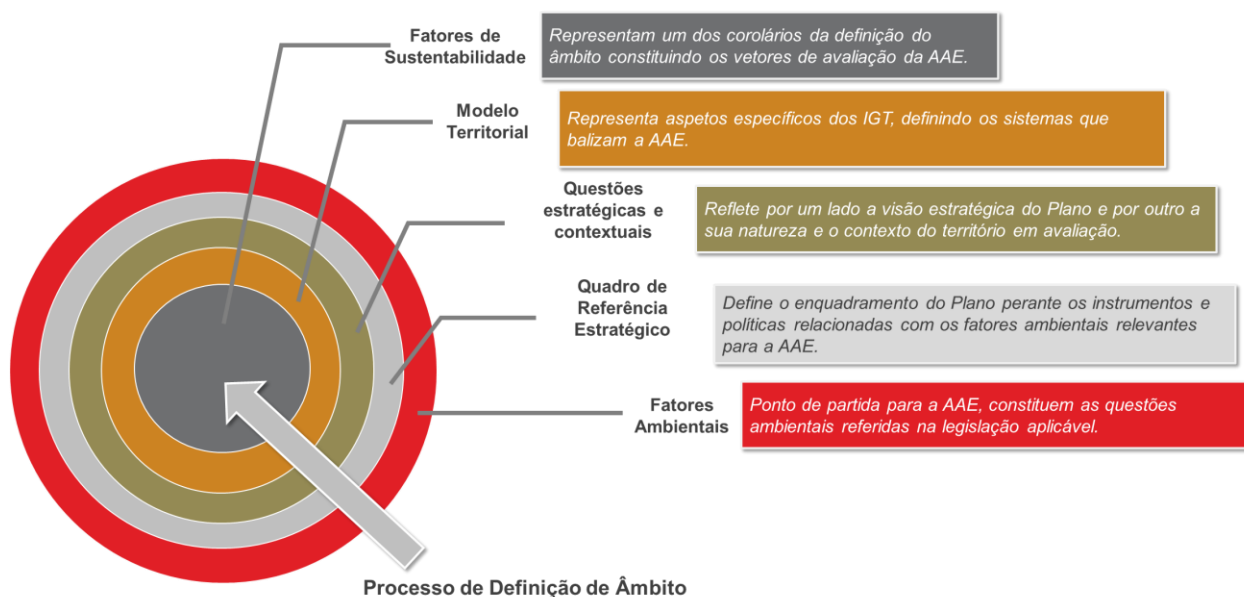 Fatores de
Sustentabilidade
Representam um dos corolários da definição do
âmbito constituindo os vetores de avaliação da AAE.
Modelo
Territorial
Representa aspetos específicos dos IGT, definindo os sistemas que
balizam a AAE.
Questões
estratégicas e
contextuais
Reflete por um lado a visão estratégica do Plano e por outro a
sua natureza e o contexto do território em avaliação.
Quadro de
Referência
Estratégico
Define o enquadramento do Plano perante os instrumentos e
políticas relacionadas com os fatores ambientais relevantes
para a AAE.
Fatores
Ambientais
Ponto de partida para a AAE, constituem as questões
ambientais referidas na legislação aplicável.
Processo de Definição de Âmbito